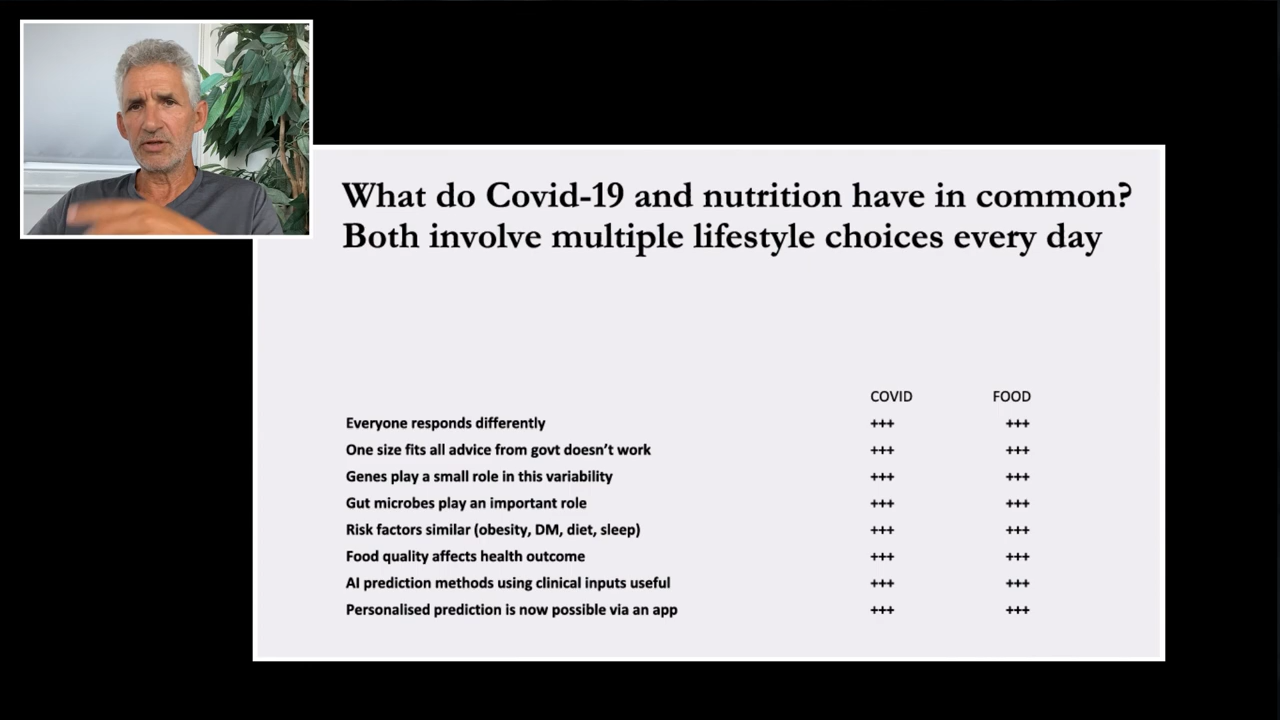 What do Covid-19 and nutrition have in common?
Both involve multiple lifestyle choices every day
COVID FOOD
Everyone responds differently +++ +++
One size fits all advice from govt doesn’t work +++ +++
Genes play a small role in this variability +++ +++
Gut microbes play an important role +++ +++
Risk factors similar (obesity, DM, diet, sleep) +++ +++
Food quality affects health outcome +++ +++
AI prediction methods using clinical inputs useful +++ +++
Personalised prediction is now possible via an app +++ +++